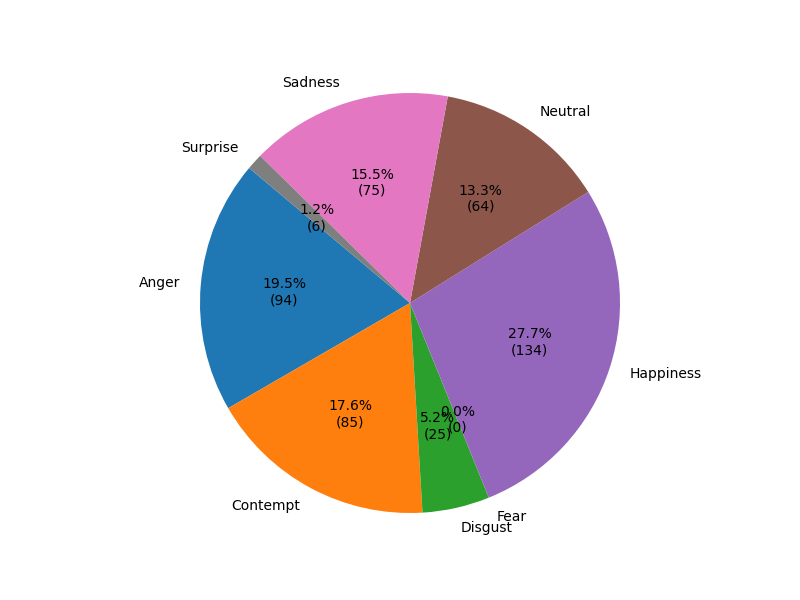 Sadness
Neutral
Surprise
15.5%
(75)
13.3%
(64)
1.2%
(6)
Anger
19.5%
(94)
27.7%
(134)
Happiness
17.6%
(85)
5.2%
(25)
0.0%
(0)
Contempt
Fear
Disgust